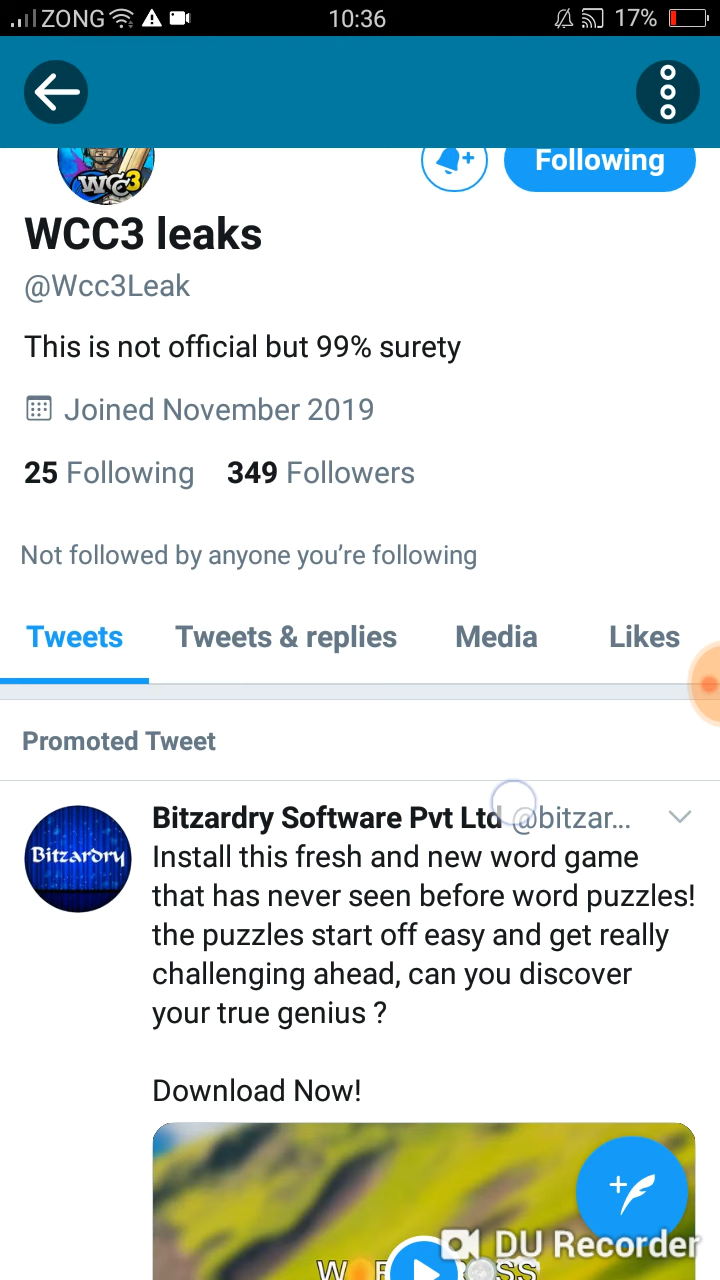 ZONG 10:36 17%
WCC3
Following
WCC3 leaks
@Wcc3Leak
This is not official but 99% surety
Joined November 2019
25 Following 349 Followers
Not followed by anyone you're following
Tweets Tweets & replies Media Likes
Promoted Tweet
Bitzardry
Bitzardry Software Pvt Ltd @bitzar...
Install this fresh and new word game
that has never seen before word puzzles!
the puzzles start off easy and get really
challenging ahead, can you discover
your true genius ?
Download Now!
DU Recorder